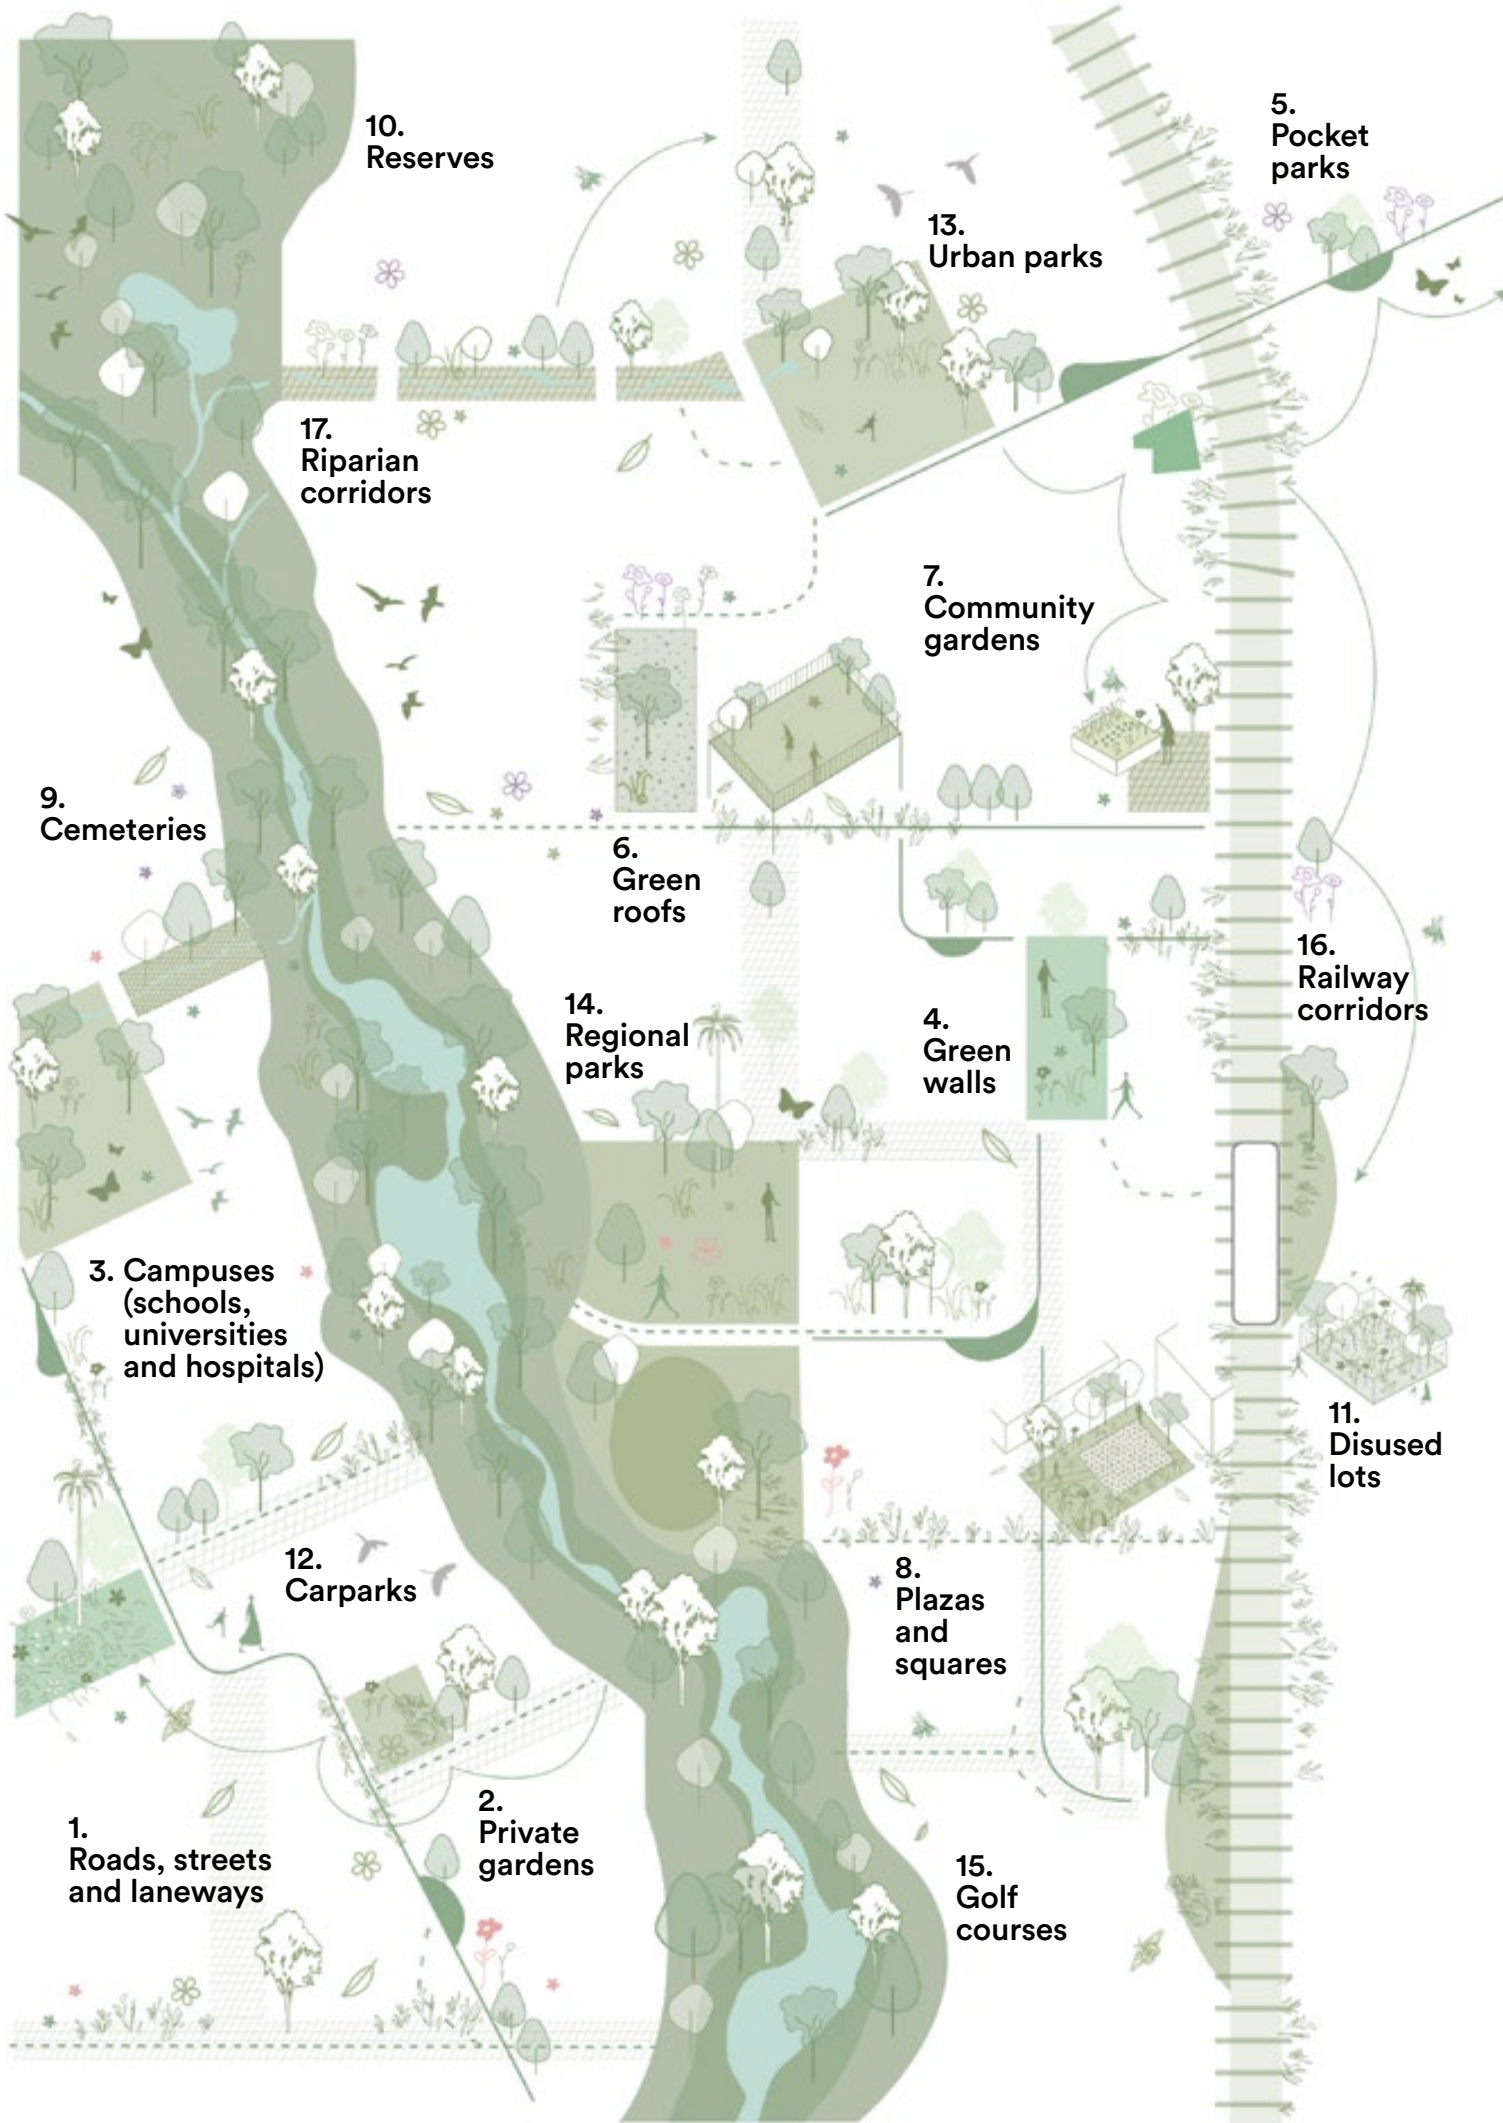 10.
Reserves
5.
Pocket
parks
13.
Urban parks
17.
Riparian
corridors
7.
Community
gardens
9.
Cemeteries
6.
Green
roofs
16.
Railway
corridors
14.
Regional
parks
4.
Green
walls
3. Campuses
(schools,
universities
and hospitals)
11.
Disused
lots
12.
Carparks
8.
Plazas
and
squares
1.
Roads, streets
and laneways
2.
Private
gardens
15.
Golf
courses